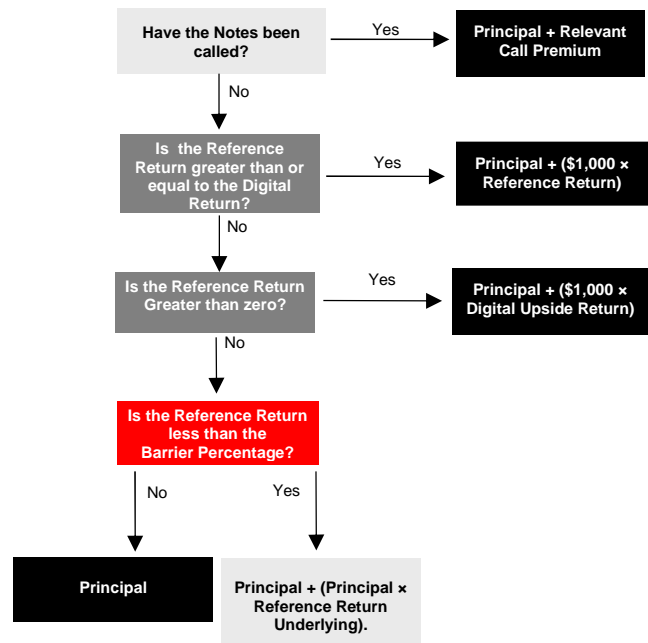 Have the Notes been
called?
Yes
Principal + Relevant
Call Premium
No
Is the Reference
Return greater than or
equal to the Digital
Return?
Yes
Principal + ($1,000 ×
Reference Return)
No
Is the Reference Return
Greater than zero?
Yes
Principal + ($1,000 ×
Digital Upside Return)
No
Is the Reference Return
less than the
Barrier Percentage?
No
Yes
Principal
Principal + (Principal ×
Reference Return
Underlying).